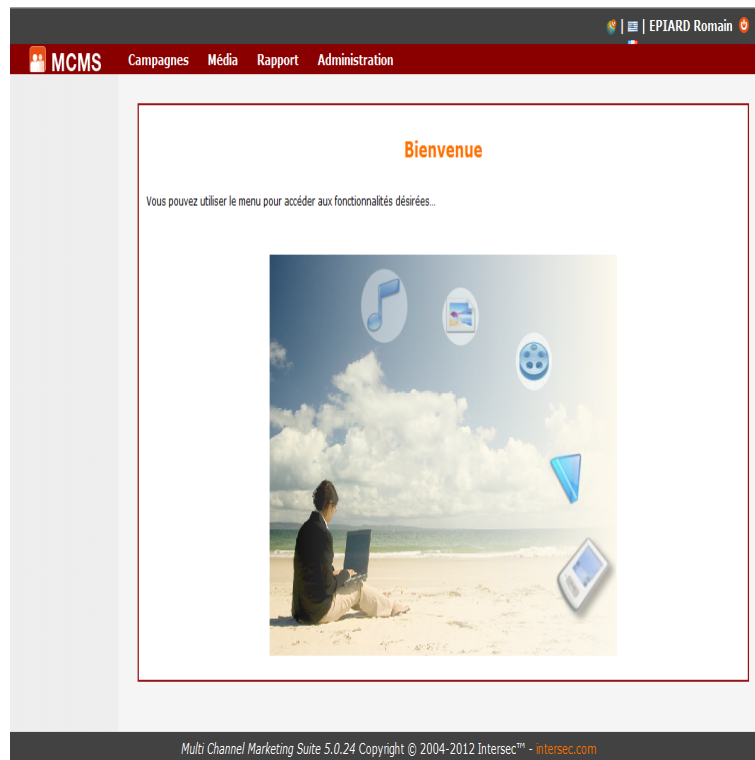 | | EPIARD Romain
MCMS Campagnes Média Rapport Administration
Bienvenue
Vous pouvez utiliser le menu pour accéder aux fonctionnalités désirées...
Multi Channel Marketing Suite 5.0.24 Copyright © 2004-2012 Intersec™ - intersec.com